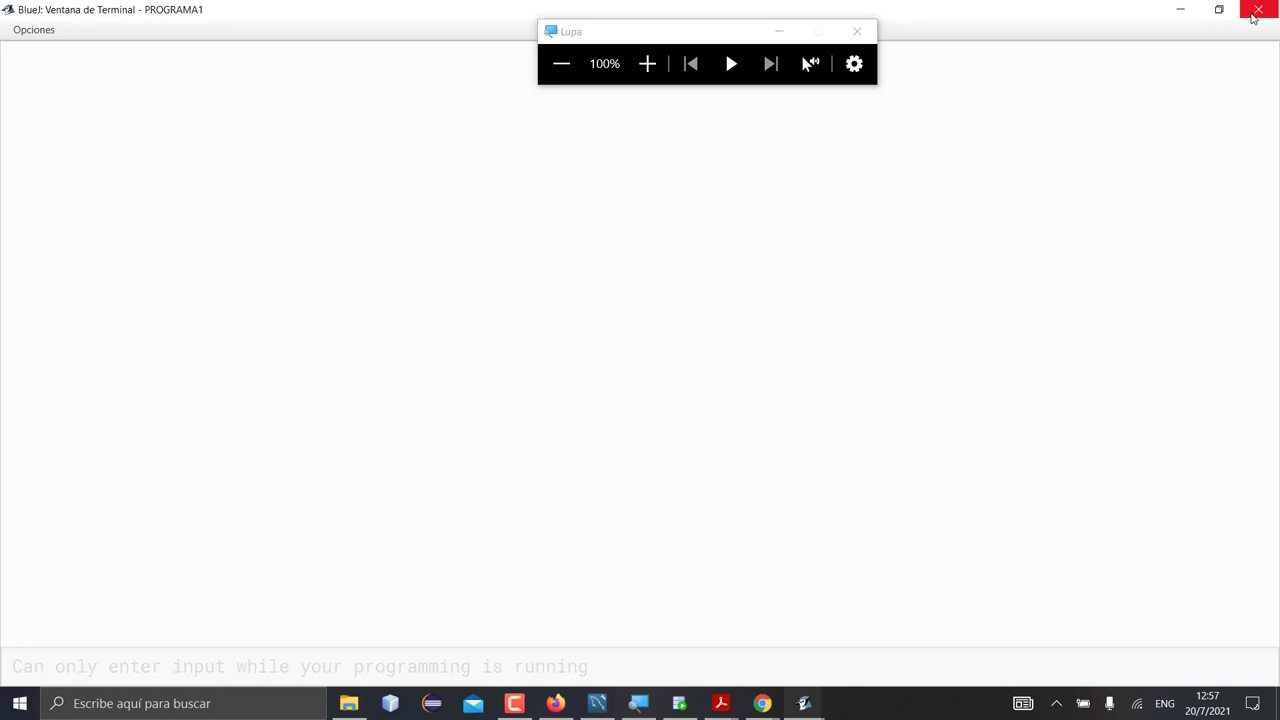 BlueJ: Ventana de Terminal - PROGRAMA1
Opciones
Lupa
100%
Can only enter input while your programming is running
Escribe aquí para buscar
ENG
12:57
20/7/2021